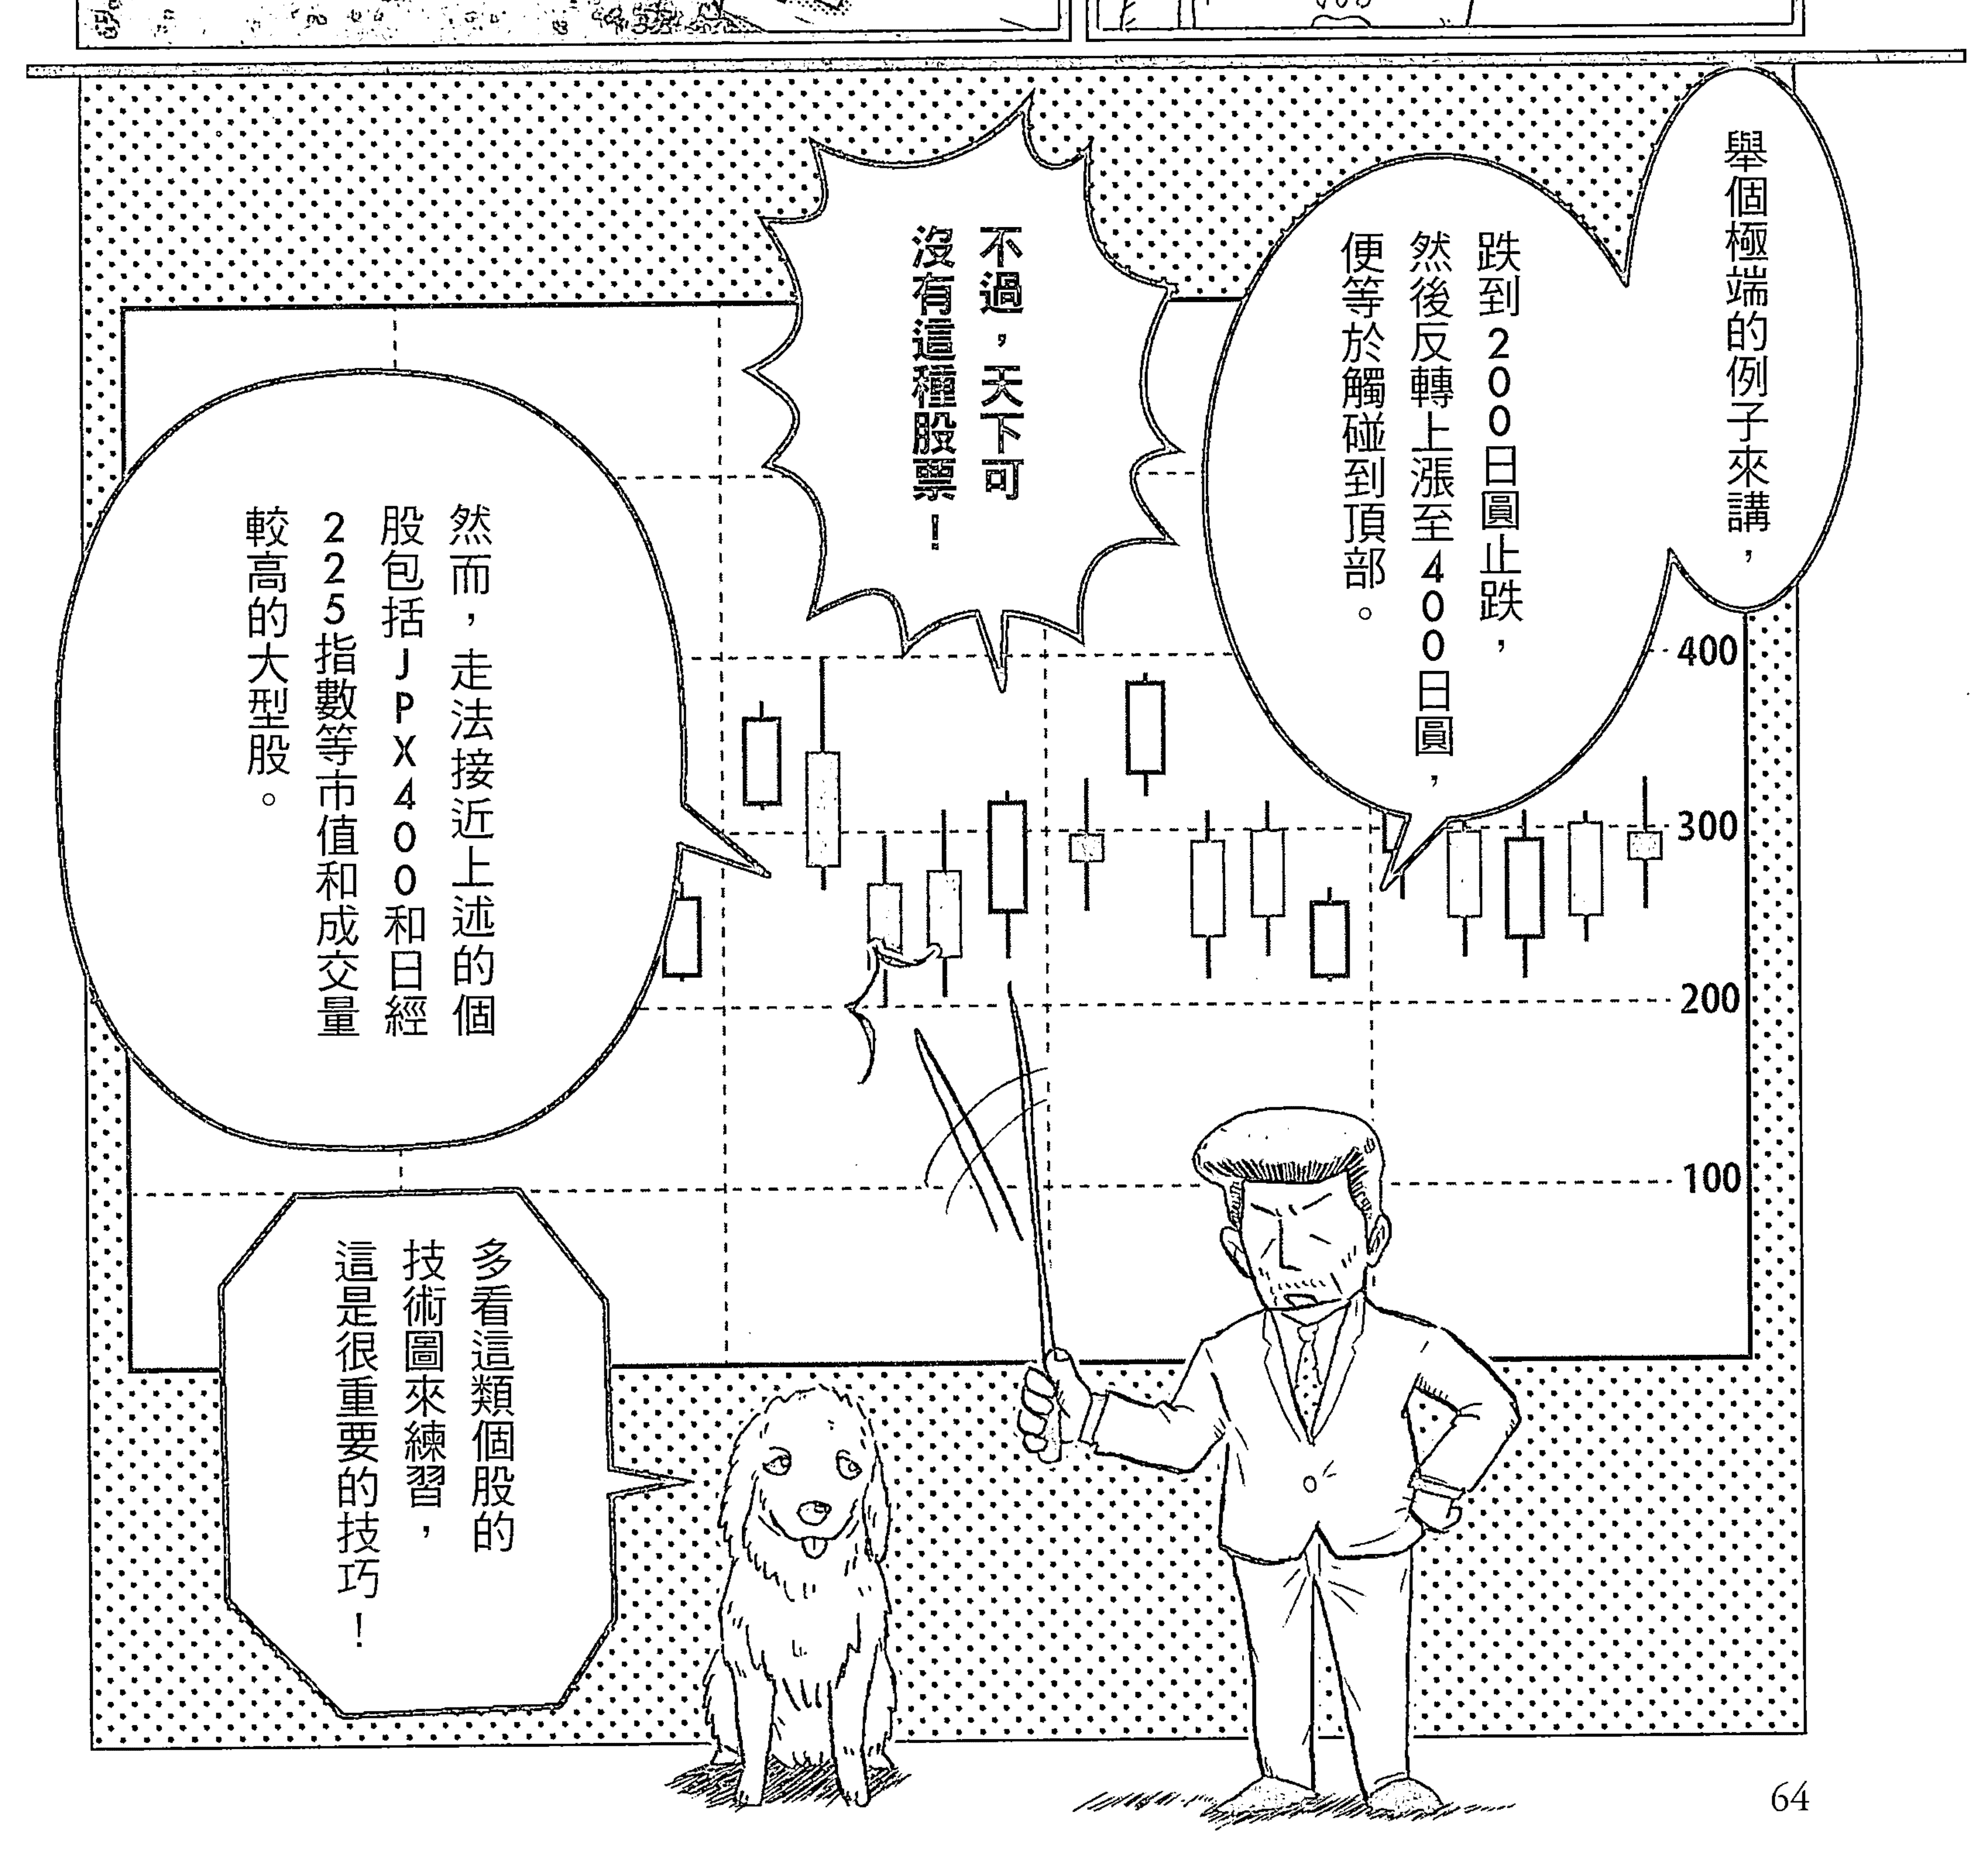 舉個極端的例子來講，
跌到200日圓止跌，
然後反轉上漲至400日圓，
便等於觸碰到頂部。
不過，天下可
沒有這種股票！
然而，走法接近上述的個
股包括JPX400和日經
225指數等市值和成交量
較高的大型股。
多看這類個股的
技術圖來練習，
這是很重要的技巧！
400
300
200
100
64